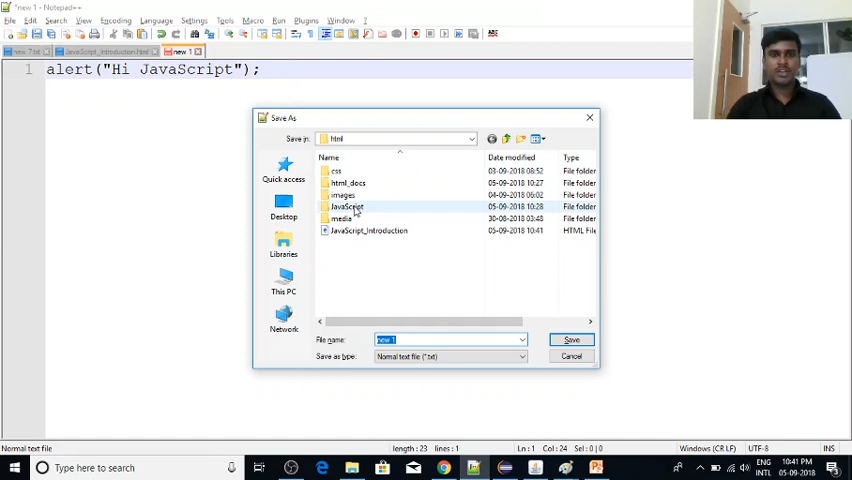 *new 1 - Notepad++
File Edit Search View Encoding Language Settings Tools Macro Run Plugins Window ?
new 7.txt JavaScript_Introduction.html new 1
1 alert("Hi JavaScript");
Save As
Save in: html
Name Date modified Type
css 03-09-2018 08:52 File folder
html_docs 05-09-2018 10:27 File folder
images 04-09-2018 06:02 File folder
JavaScript 05-09-2018 10:28 File folder
media 30-08-2018 03:48 File folder
JavaScript_Introduction 05-09-2018 10:41 HTML File
Quick access
Desktop
Libraries
This PC
Network
File name: new 1 Save
Save as type: Normal text file (*.txt) Cancel
Normal text file length : 23 lines : 1 Ln : 1 Col : 24 Sel : 0 | 0 Windows (CR LF) UTF-8 INS
Type here to search
ENG 10:41 PM
INTL 05-09-2018